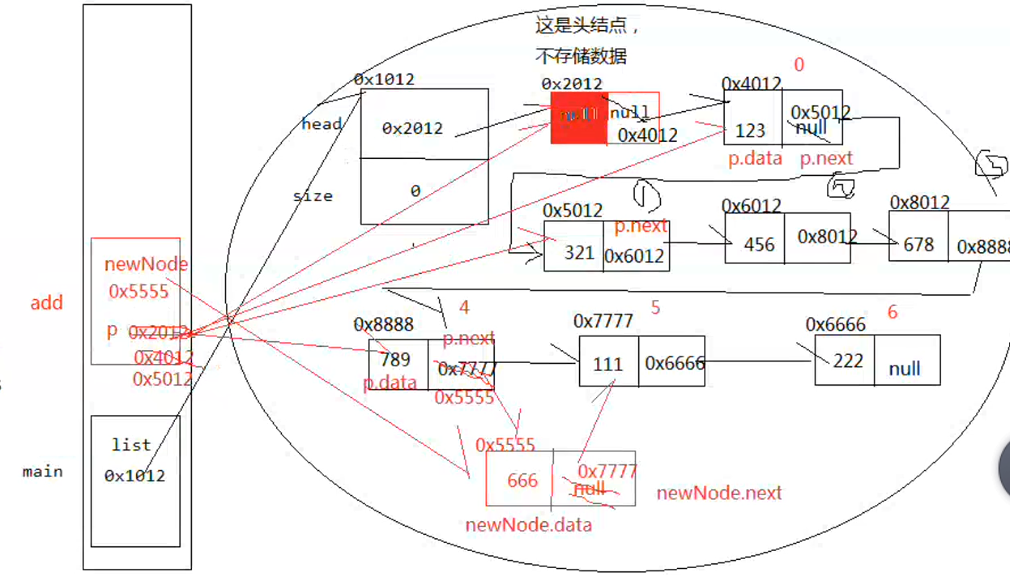 这是头结点，
不存储数据
0
0x1012
0x2012
0x4012
head
0x2012
null
null
0x4012
123
0x5012
null
p.data
p.next
size
0
1
2
3
0x5012
p.next
321
0x6012
0x6012
456
0x8012
0x8012
678
0x8888
newNode
0x5555
add
p
0x2012
0x4012
0x5012
4
5
6
0x8888
p.next
789
0x7777
p.data
0x5555
0x7777
111
0x6666
0x6666
222
null
list
main
0x1012
0x5555
666
0x7777
null
newNode.next
newNode.data